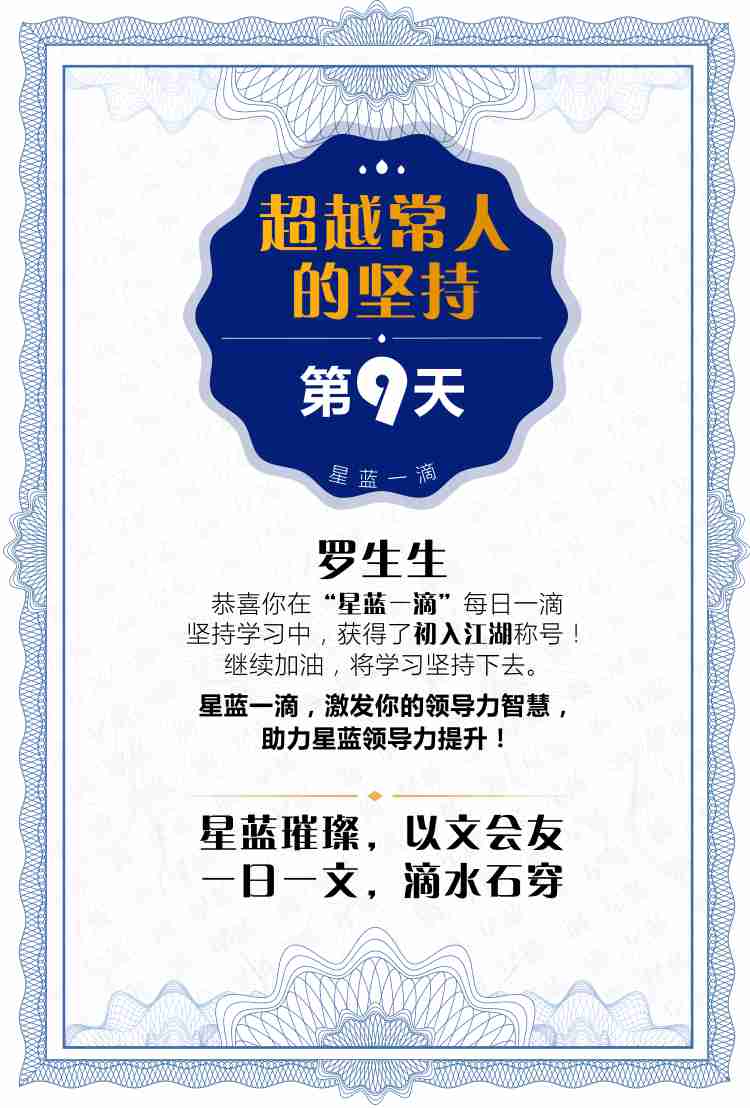 超越常人
的坚持
第9天
星蓝一滴
罗生生
恭喜你在“星蓝一滴”每日一滴
坚持学习中，获得了初入江湖称号！
继续加油，将学习坚持下去。
星蓝一滴，激发你的领导力智慧，
助力星蓝领导力提升！
星蓝璀璨，以文会友
一日一文，滴水石穿